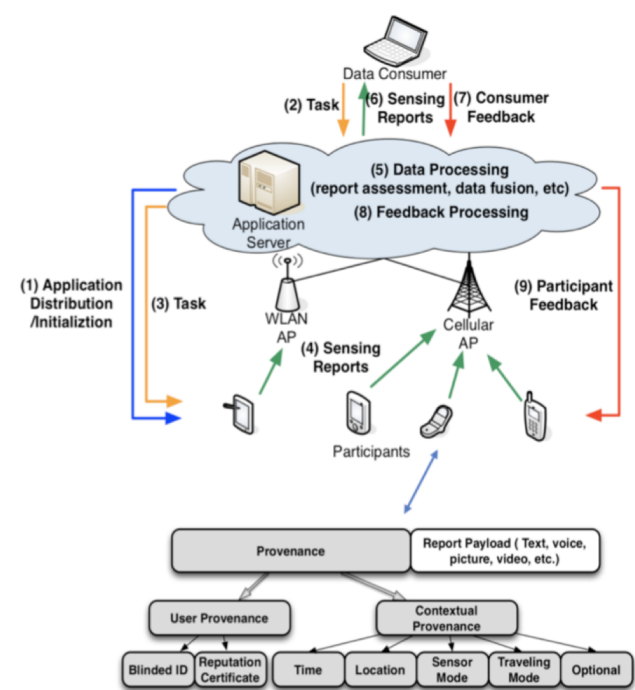 Data Consumer
(2) Task
(6) Sensing
Reports
(7) Consumer
Feedback
(5) Data Processing
(report assessment, data fusion, etc)
(8) Feedback Processing
Application
Server
(1) Application
Distribution
/Initializtion
(3) Task
WLAN
AP
Cellular
AP
(9) Participant
Feedback
(4) Sensing
Reports
Participants
Provenance
Report Payload ( Text, voice,
picture, video, etc.)
User Provenance
Contextual
Provenance
Blinded ID
Reputation
Certificate
Time
Location
Sensor
Mode
Traveling
Mode
Optional